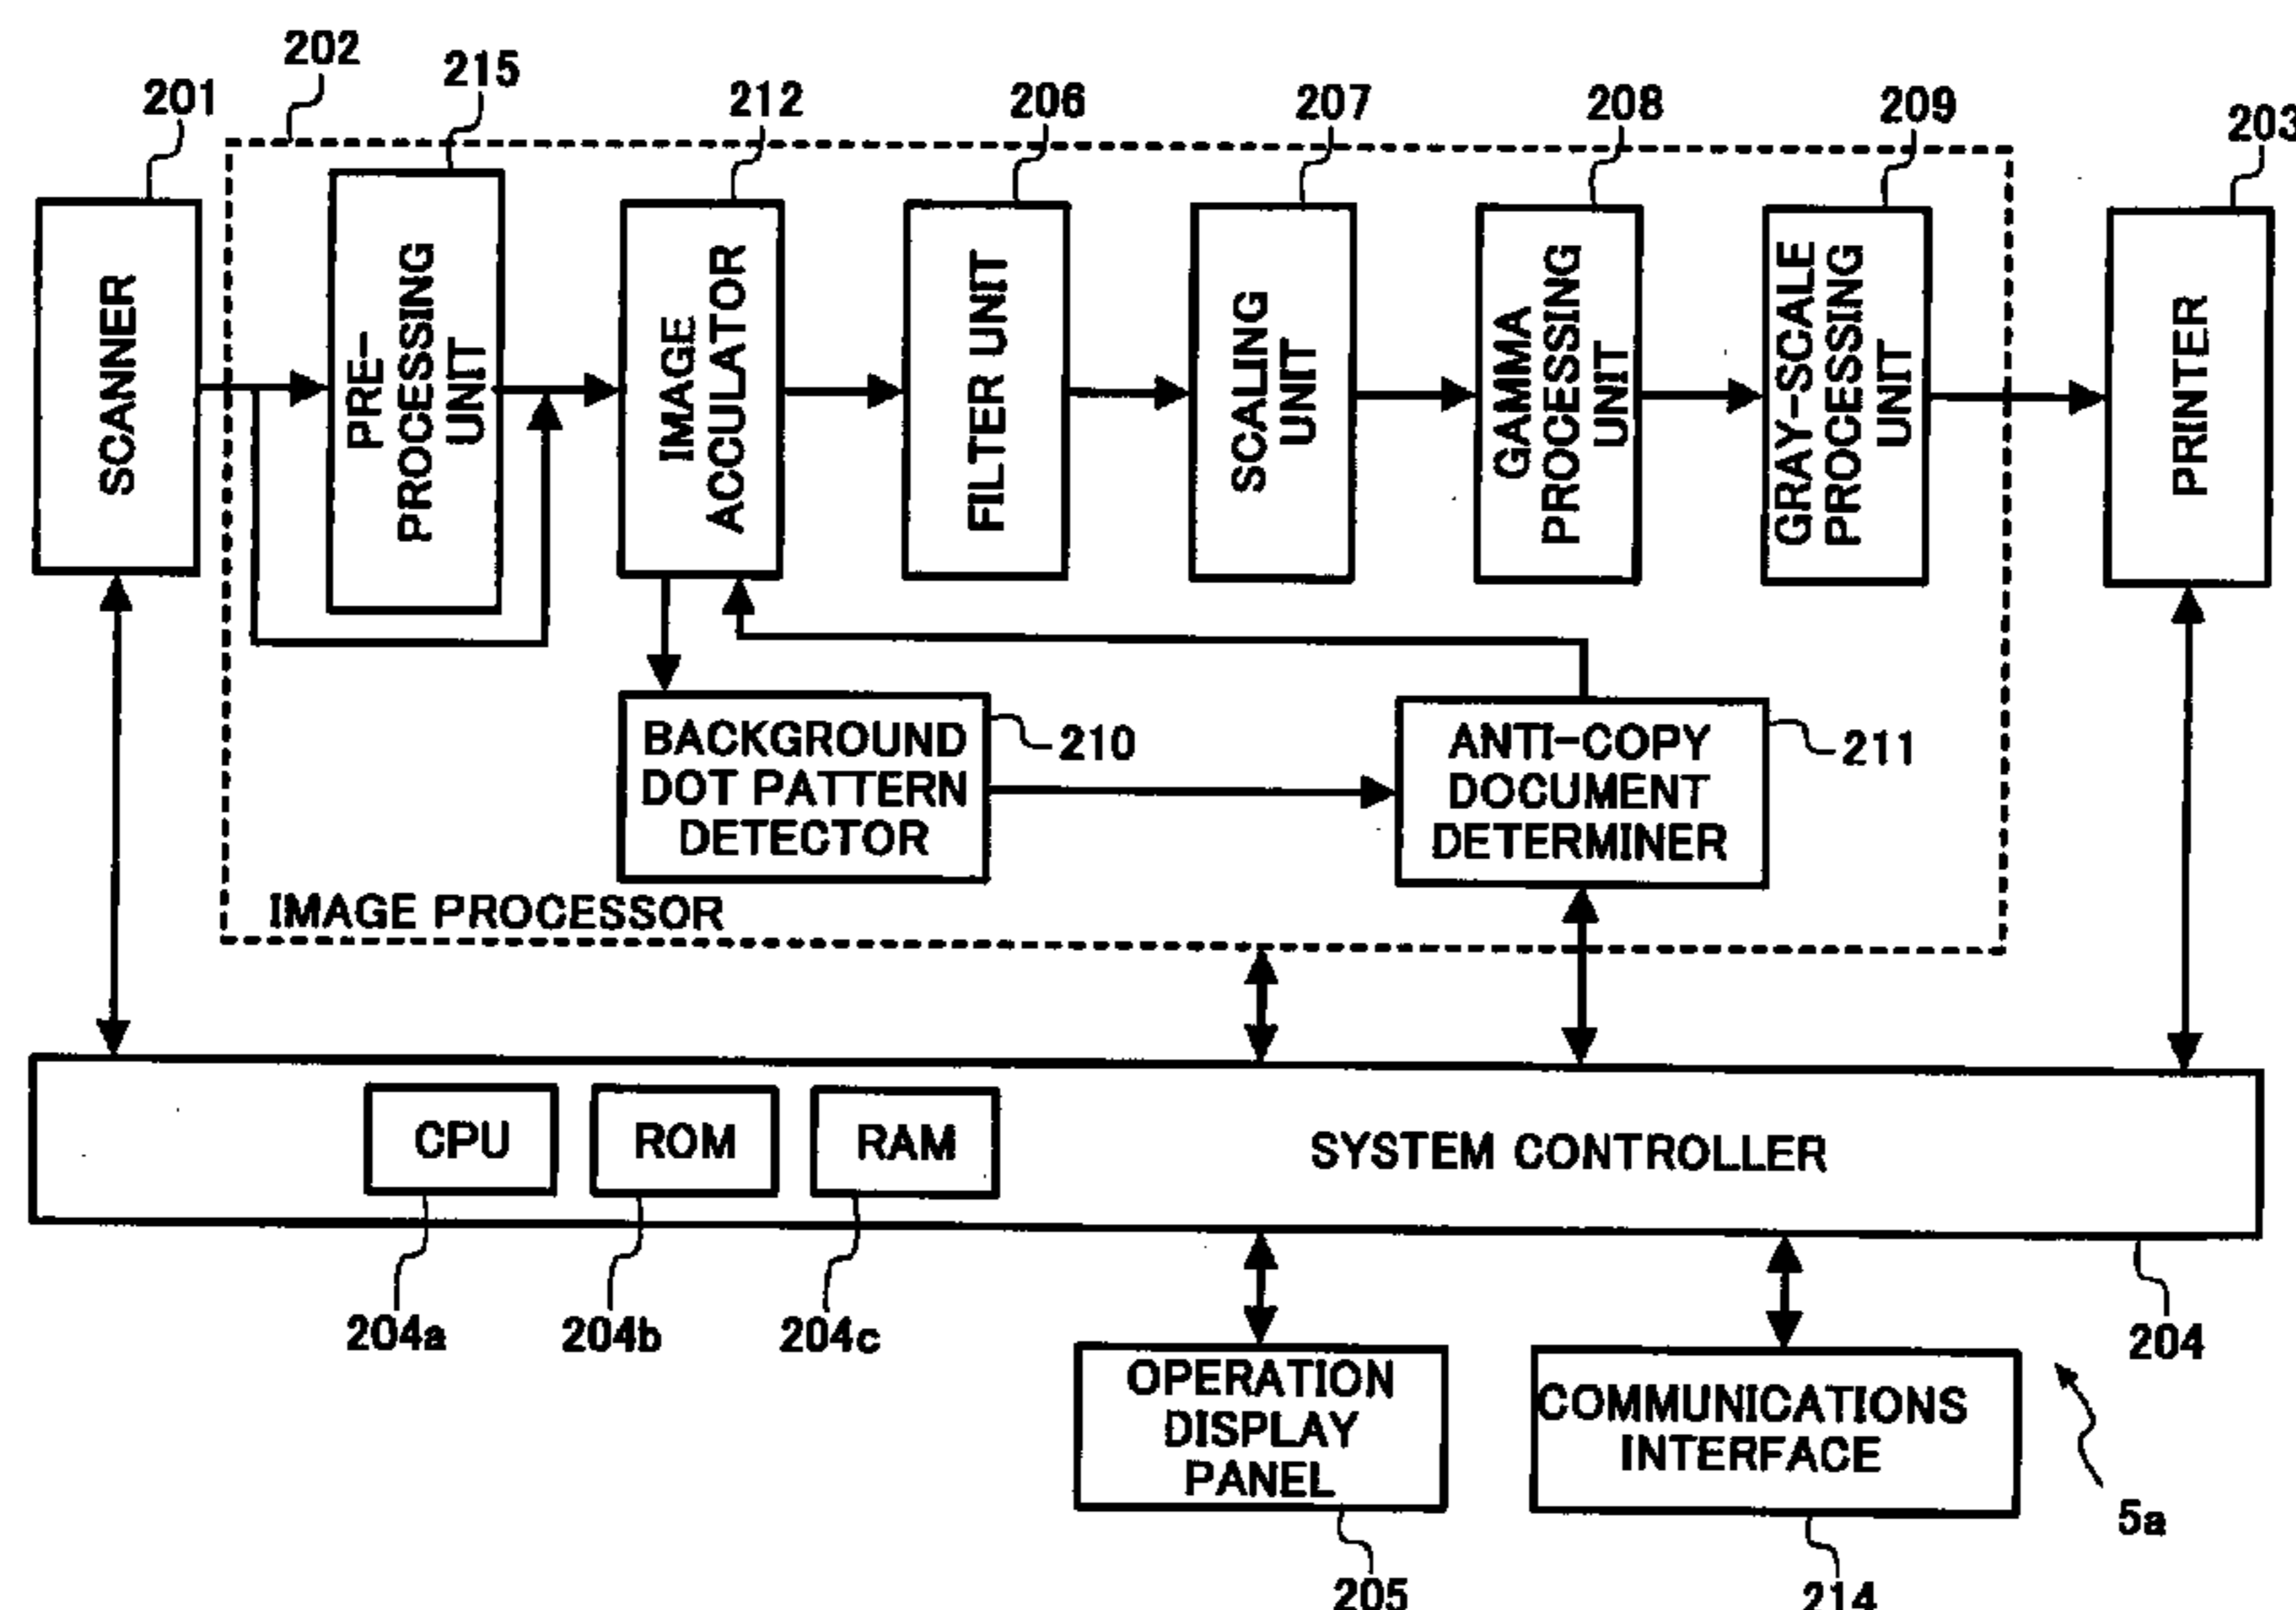 202
215
201
212
206
207
208
209
203
SCANNER
PRE-
PROCESSING
UNIT
IMAGE
ACCULATOR
FILTER UNIT
SCALING
UNIT
GAMMA
PROCESSING
UNIT
GRAY-SCALE
PROCESSING
UNIT
PRINTER
BACKGROUND
DOT PATTERN
DETECTOR
210
ANTI-COPY
DOCUMENT
DETERMINER
211
IMAGE PROCESSOR
CPU
ROM
RAM
SYSTEM CONTROLLER
204a
204b
204c
204
OPERATION
DISPLAY
PANEL
COMMUNICATIONS
INTERFACE
5a
205
214